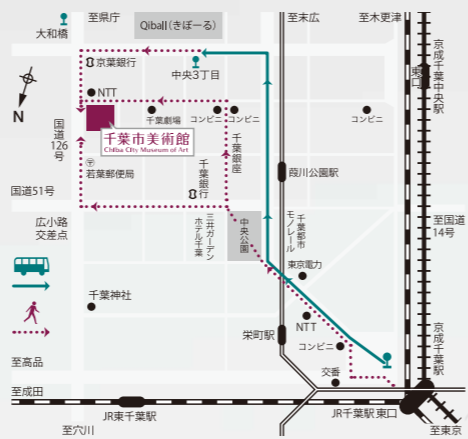 至県庁
Qiball(きぼーる)
至末広
至木更津
大和橋
京葉銀行
中央3丁目
東口
京成千葉中央駅
NTT
千葉劇場
コンビニ
コンビニ
コンビニ
N
国道126号
千葉市美術館
Chiba City Museum of Art
〒
若葉郵便局
千葉銀行
千葉銀座
葭川公園駅
国道51号
広小路
交差点
三井ガーデン
ホテル千葉
中央公園
千葉都市
モノレール
至国道
14号
東京電力
千葉神社
NTT
栄町駅
コンビニ
京成千葉駅
至高品
交番
至成田
JR東千葉駅
JR千葉駅 東口
至穴川
至東京